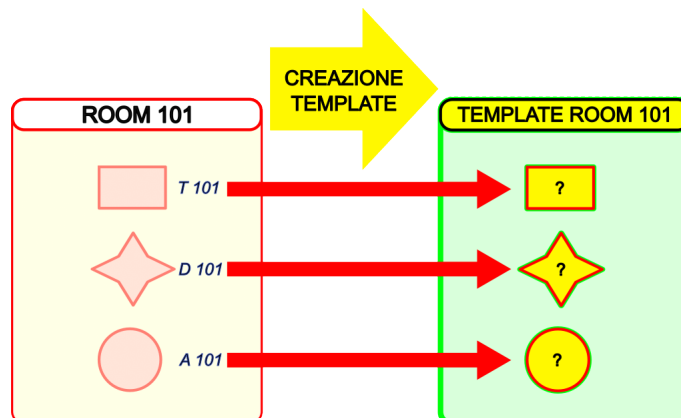 CREAZIONE
TEMPLATE
ROOM 101
TEMPLATE ROOM 101
T 101
?
D 101
?
A 101
?